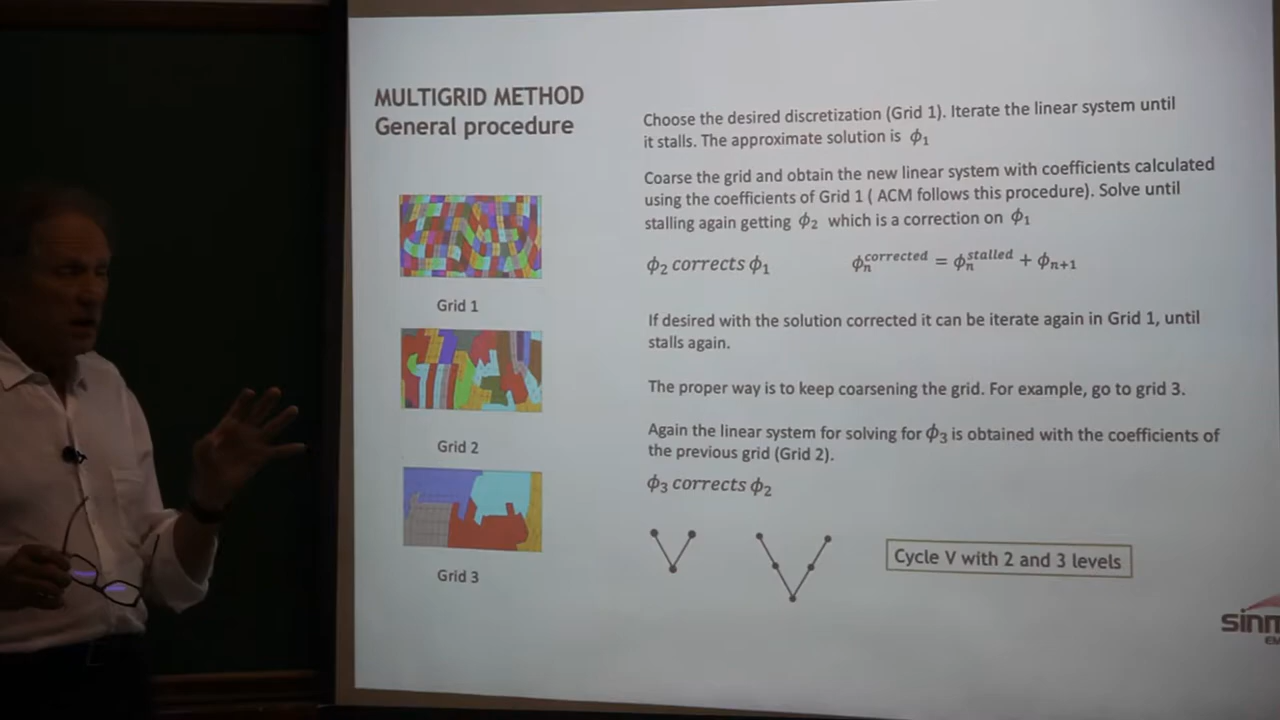 MULTIGRID METHOD
General procedure
Choose the desired discretization (Grid 1). Iterate the linear system until
it stalls. The approximate solution is ϕ₁
Coarse the grid and obtain the new linear system with coefficients calculated
using the coefficients of Grid 1 ( ACM follows this procedure). Solve until
stalling again getting ϕ₂ which is a correction on ϕ₁
ϕ₂ corrects ϕ₁ ϕₙ^corrected = ϕₙ^stalled + ϕₙ₊₁
If desired with the solution corrected it can be iterate again in Grid 1, until
stalls again.
The proper way is to keep coarsening the grid. For example, go to grid 3.
Again the linear system for solving for ϕ₃ is obtained with the coefficients of
the previous grid (Grid 2).
ϕ₃ corrects ϕ₂
Cycle V with 2 and 3 levels
Grid 1
Grid 2
Grid 3